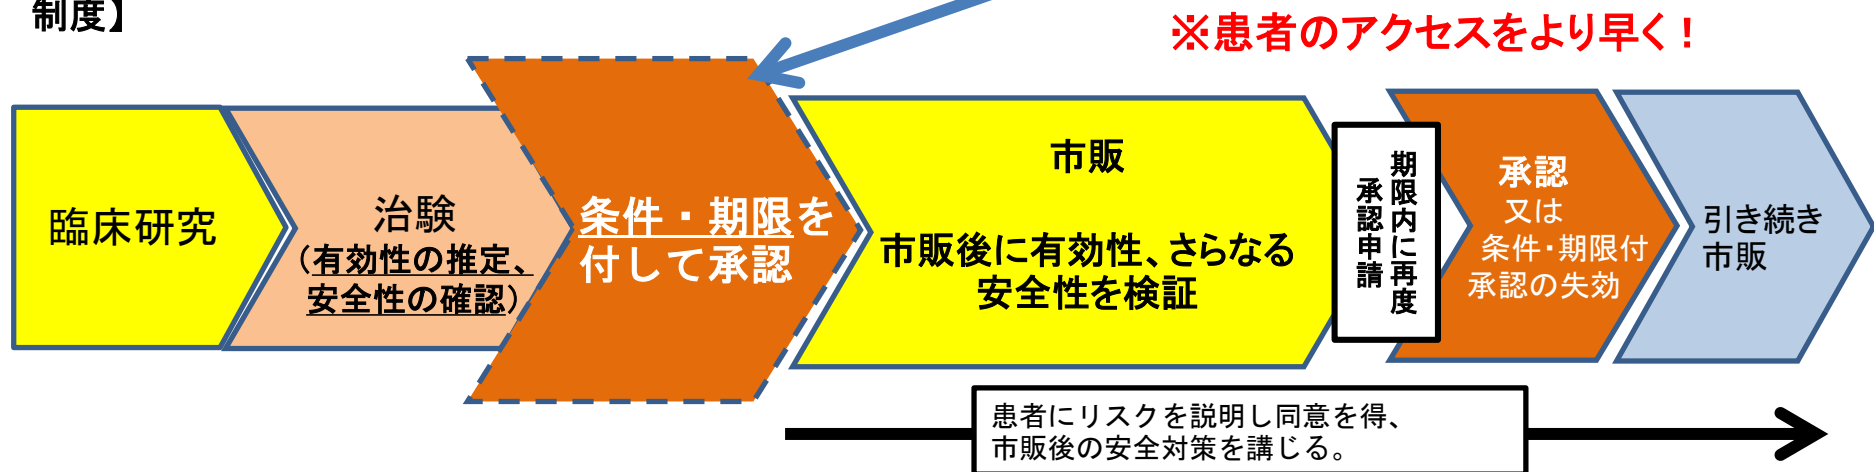 制度】
※患者のアクセスをより早く！
臨床研究
治験
（有効性の推定、
安全性の確認）
条件・期限を
付して承認
市販
市販後に有効性、さらなる
安全性を検証
期限内に再度
承認申請
承認
又は
条件・期限付
承認の失効
引き続き
市販
患者にリスクを説明し同意を得、
市販後の安全対策を講じる。